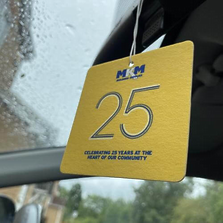 MKM
25
CELEBRATING 25 YEARS AT THE
HEART OF OUR COMMUNITY